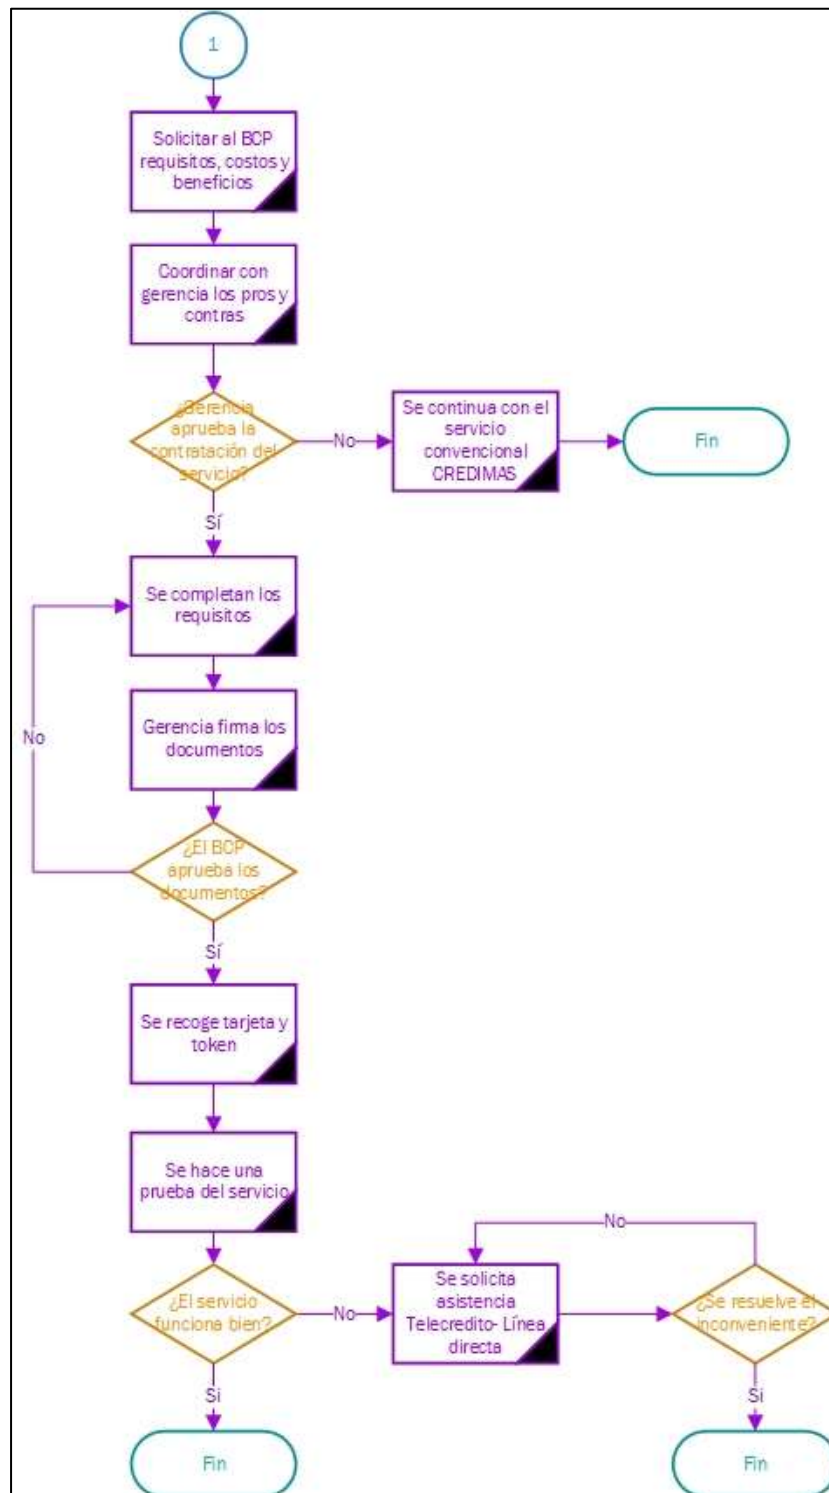 1
Solicitar al BCP
requisitos, costos y
beneficios
Coordinar con
gerencia los pros y
contras
¿Gerencia
aprueba la
contratación del
servicio?
No
Se continua con el
servicio
convencional
CREDIMAS
Fin
Sí
Se completan los
requisitos
No
Gerencia firma los
documentos
¿El BCP
aprueba los
documentos?
Sí
Se recoge tarjeta y
token
Se hace una
prueba del servicio
¿El servicio
funciona bien?
No
Se solicita
asistencia
Telecredito- Línea
directa
No
¿Se resuelve el
inconveniente?
Si
Si
Fin
Fin